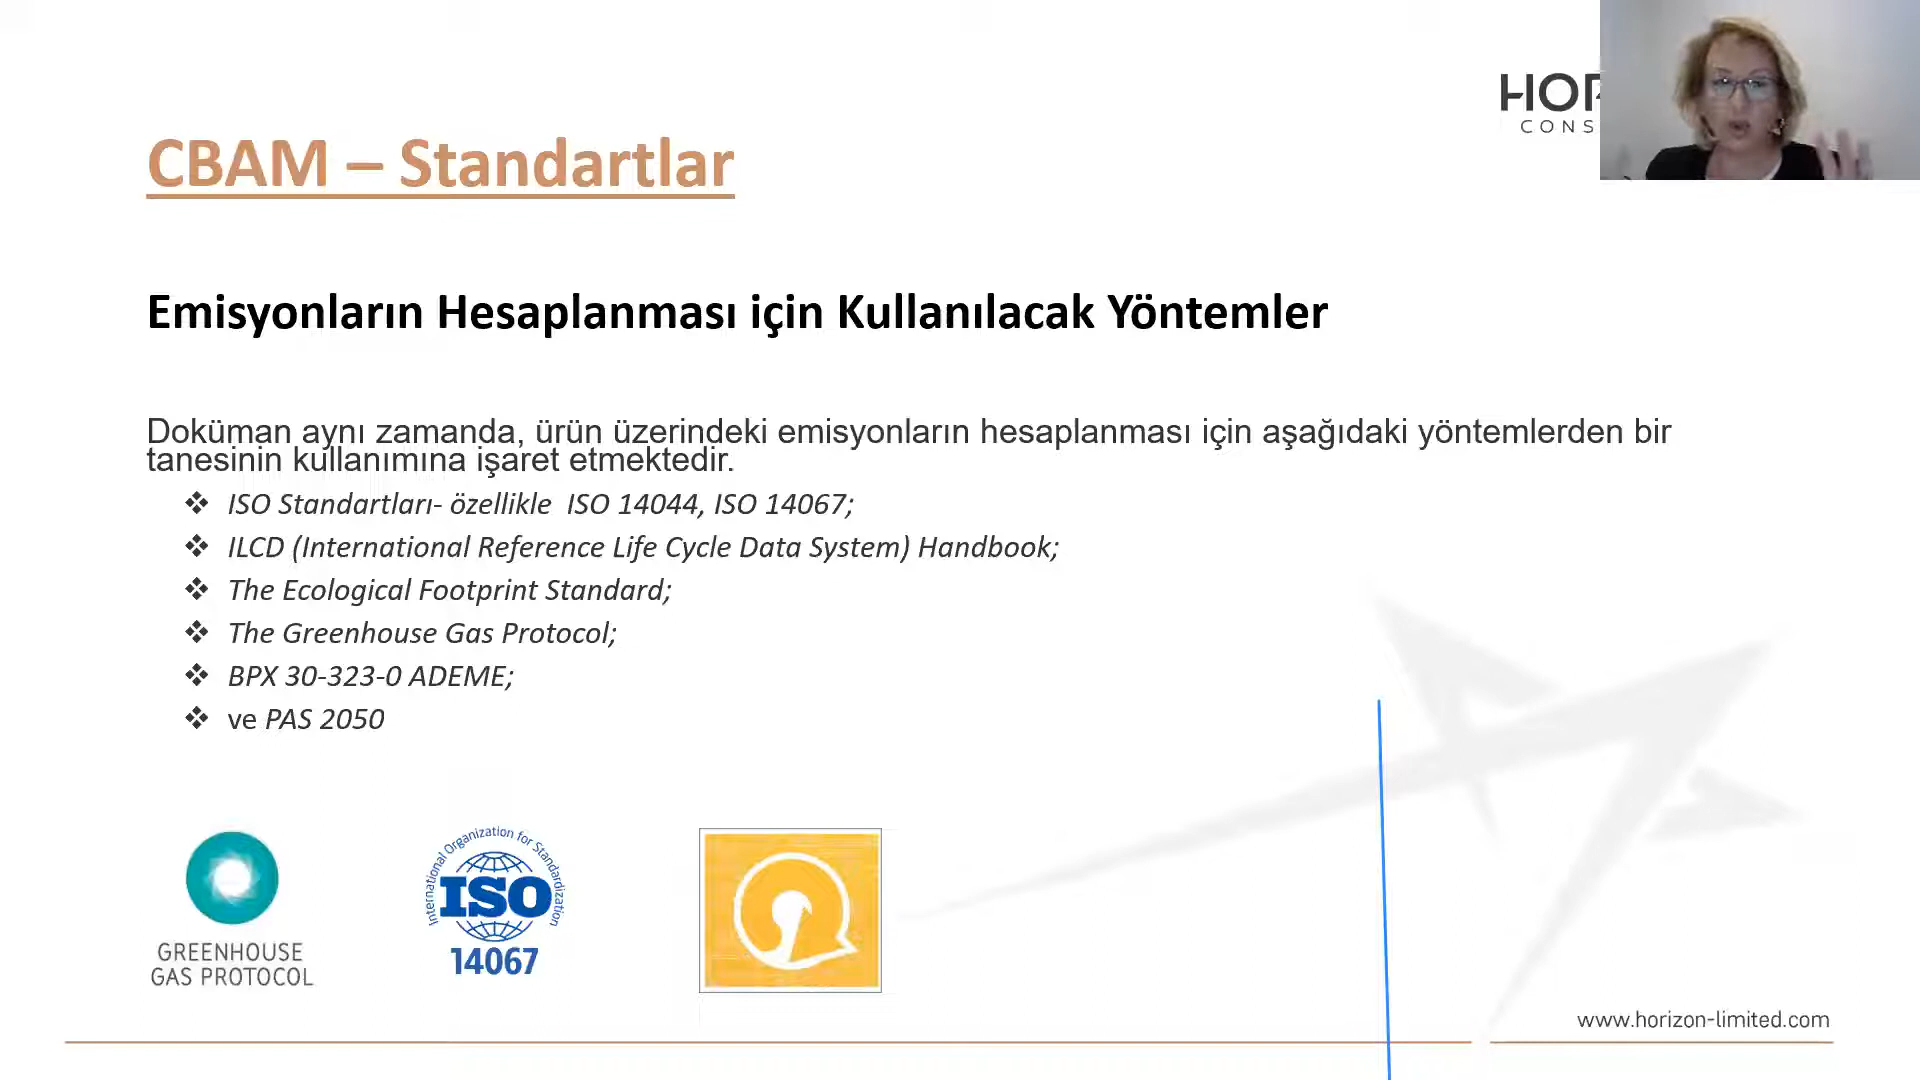 HOR
CONS
CBAM – Standartlar
Emisyonların Hesaplanması için Kullanılacak Yöntemler
Doküman aynı zamanda, ürün üzerindeki emisyonların hesaplanması için aşağıdaki yöntemlerden bir
tanesinin kullanımına işaret etmektedir.
❖ ISO Standartları- özellikle ISO 14044, ISO 14067;
❖ ILCD (International Reference Life Cycle Data System) Handbook;
❖ The Ecological Footprint Standard;
❖ The Greenhouse Gas Protocol;
❖ BPX 30-323-0 ADEME;
❖ ve PAS 2050
GREENHOUSE
GAS PROTOCOL
International Organization for Standardization
ISO
14067
www.horizon-limited.com